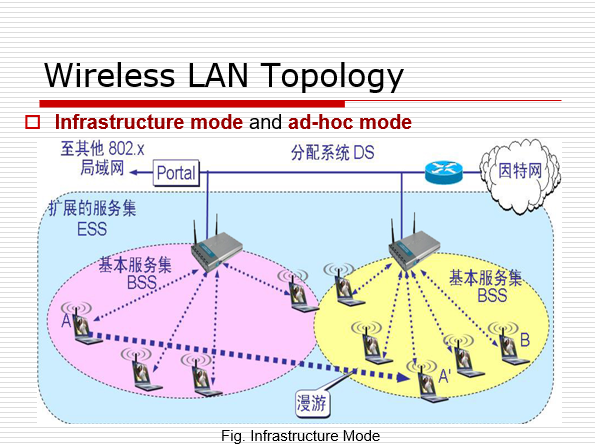 Wireless LAN Topology
Infrastructure mode and ad-hoc mode
至其他 802.x
局域网
Portal
分配系统 DS
因特网
扩展的服务集
ESS
基本服务集
BSS
基本服务集
BSS
A
B
A'
漫游
Fig. Infrastructure Mode